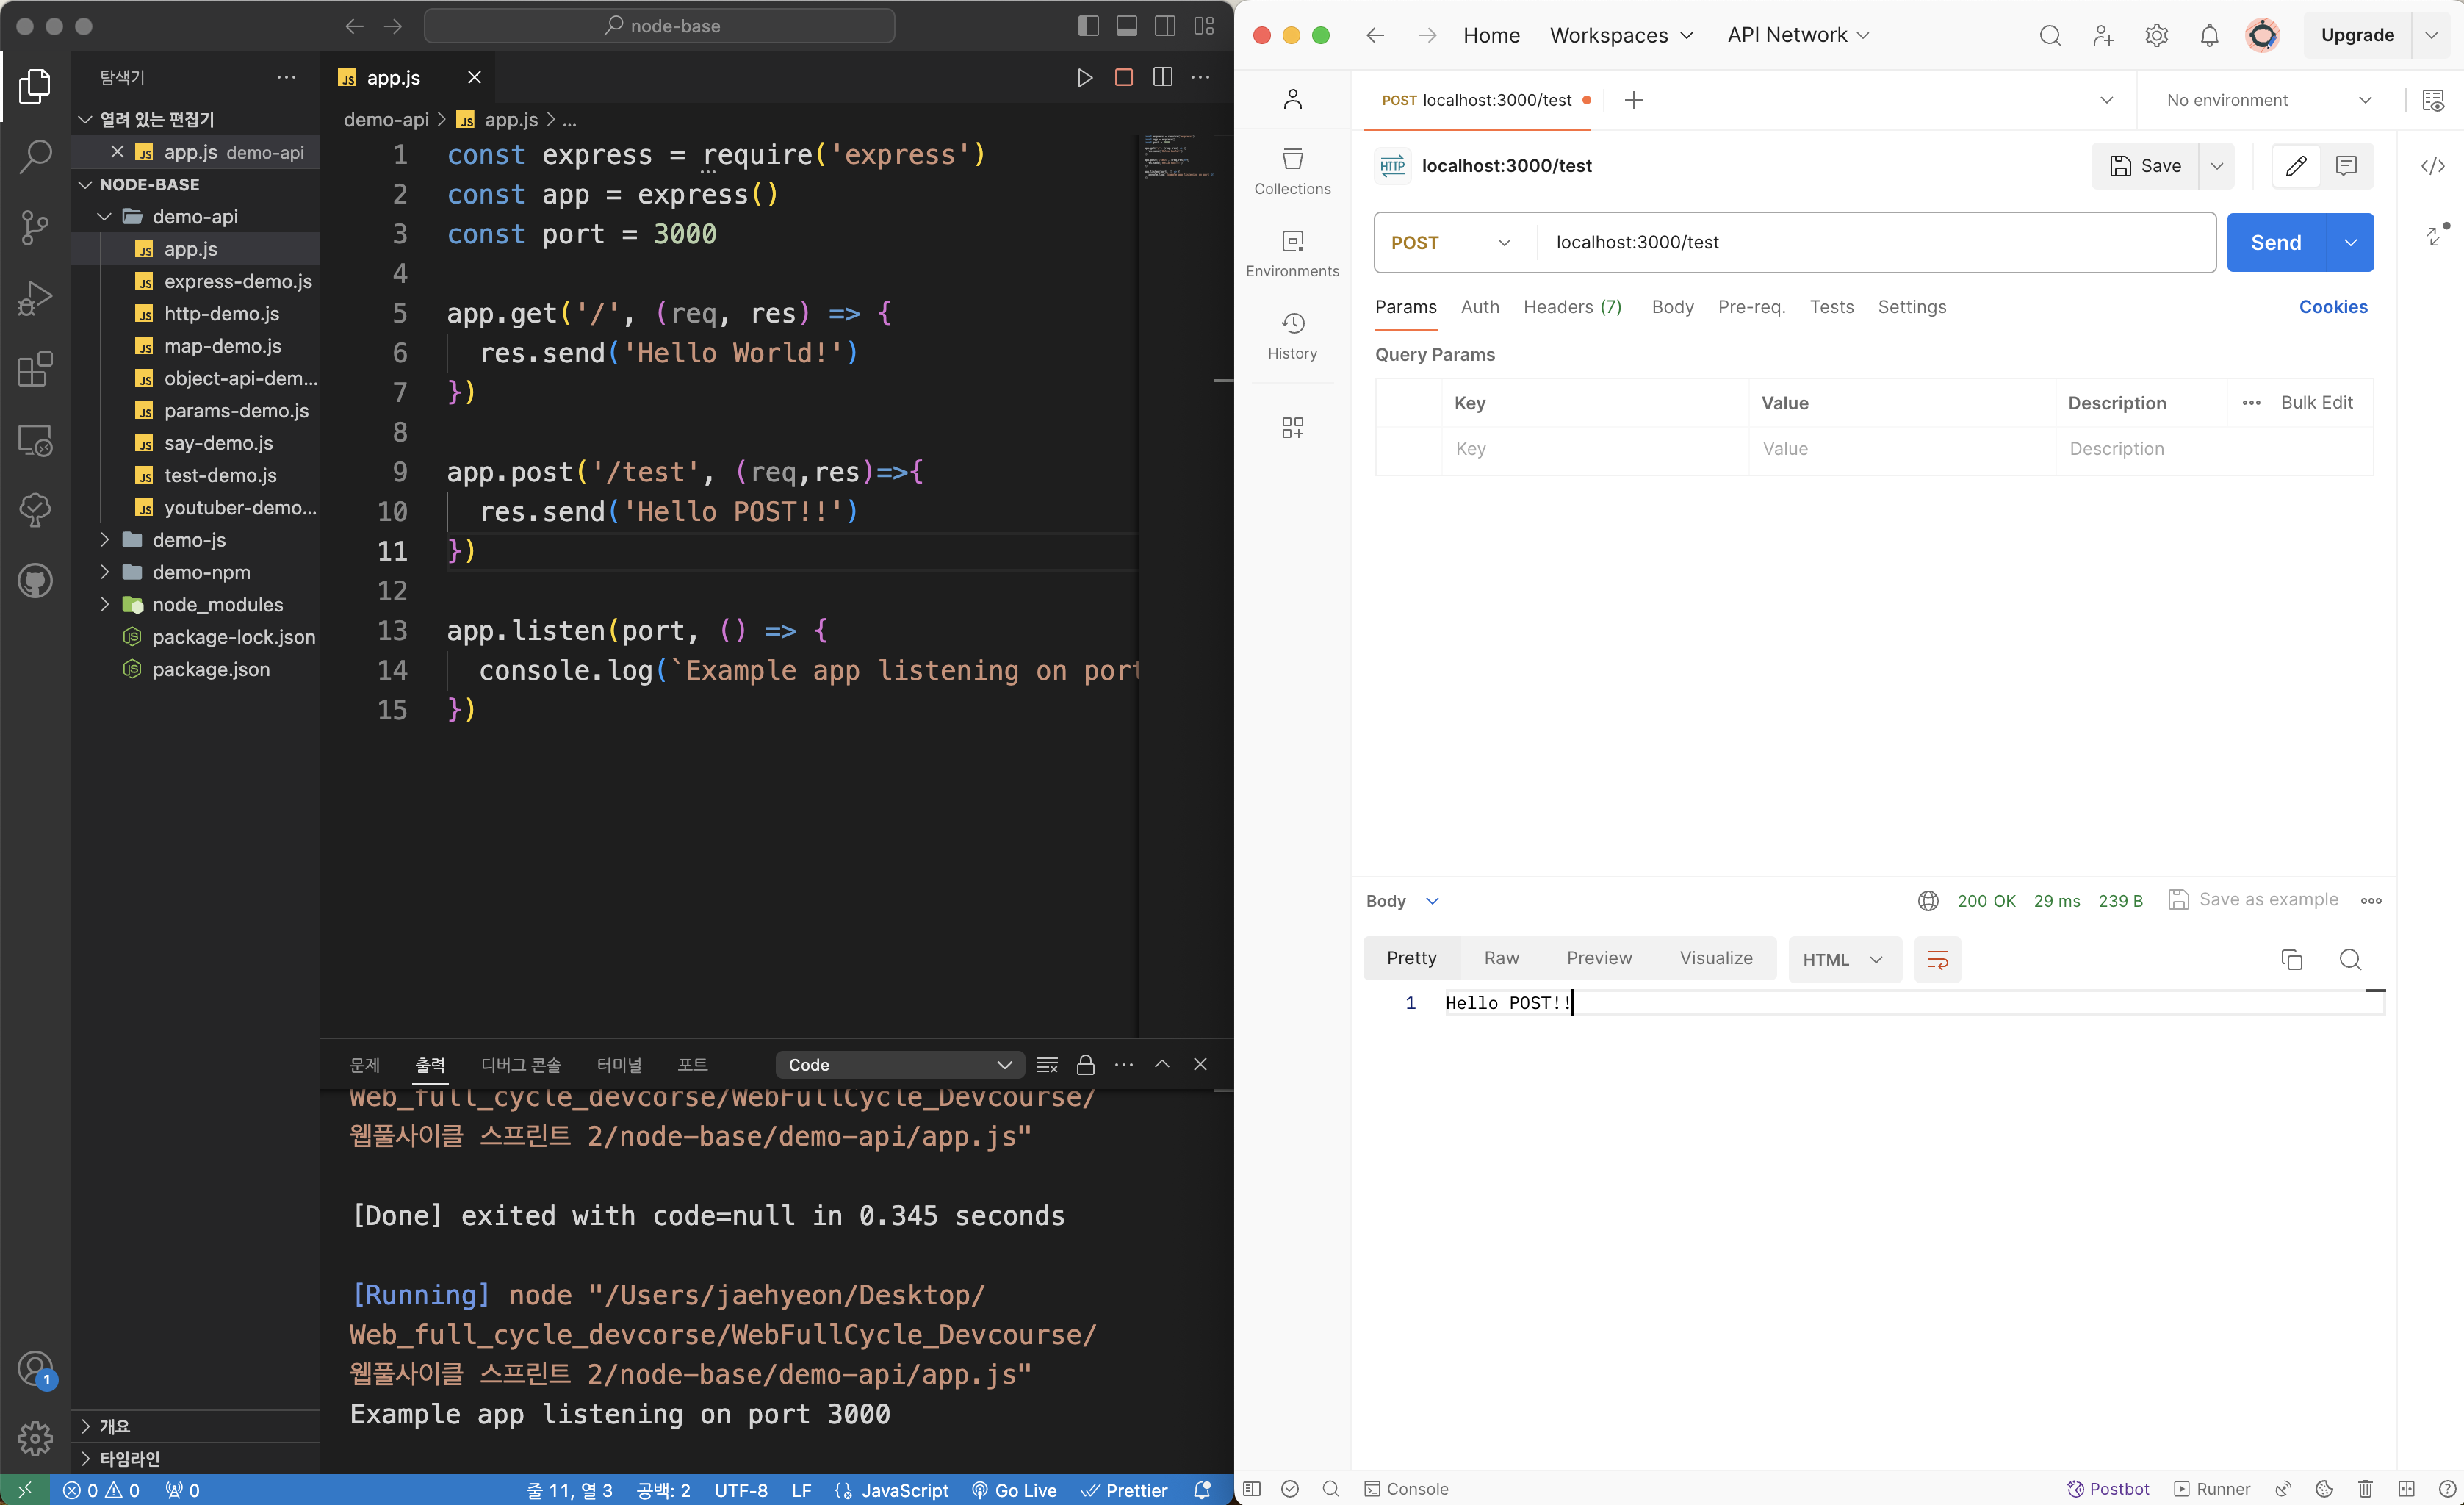 node-base
탐색기
열려 있는 편집기
app.js demo-api
NODE-BASE
demo-api
app.js
express-demo.js
http-demo.js
map-demo.js
object-api-dem...
params-demo.js
say-demo.js
test-demo.js
youtuber-demo...
demo-js
demo-npm
node_modules
package-lock.json
package.json
개요
타임라인
app.js
demo-api > app.js > ...
1 const express = require('express')
2 const app = express()
3 const port = 3000
4
5 app.get('/', (req, res) => {
6 res.send('Hello World!')
7 })
8
9 app.post('/test', (req,res)=>{
10 res.send('Hello POST!!')
11 })
12
13 app.listen(port, () => {
14 console.log(`Example app listening on port
15 })
문제 출력 디버그 콘솔 터미널 포트 Code
Web_full_cycle_devcorse/WebFullCycle_Devcourse/
웹풀사이클 스프린트 2/node-base/demo-api/app.js"
[Done] exited with code=null in 0.345 seconds
[Running] node "/Users/jaehyeon/Desktop/
Web_full_cycle_devcorse/WebFullCycle_Devcourse/
웹풀사이클 스프린트 2/node-base/demo-api/app.js"
Example app listening on port 3000
1
0 0 0 줄 11, 열 3 공백: 2 UTF-8 LF JavaScript Go Live Prettier
Home Workspaces API Network Upgrade
POST localhost:3000/test No environment
Collections
Environments
History
HTTP localhost:3000/test Save
POST localhost:3000/test Send
Params Auth Headers (7) Body Pre-req. Tests Settings Cookies
Query Params
Key Value Description Bulk Edit
Key Value Description
Body 200 OK 29 ms 239 B Save as example
Pretty Raw Preview Visualize HTML
1 Hello POST!!
Console Postbot Runner